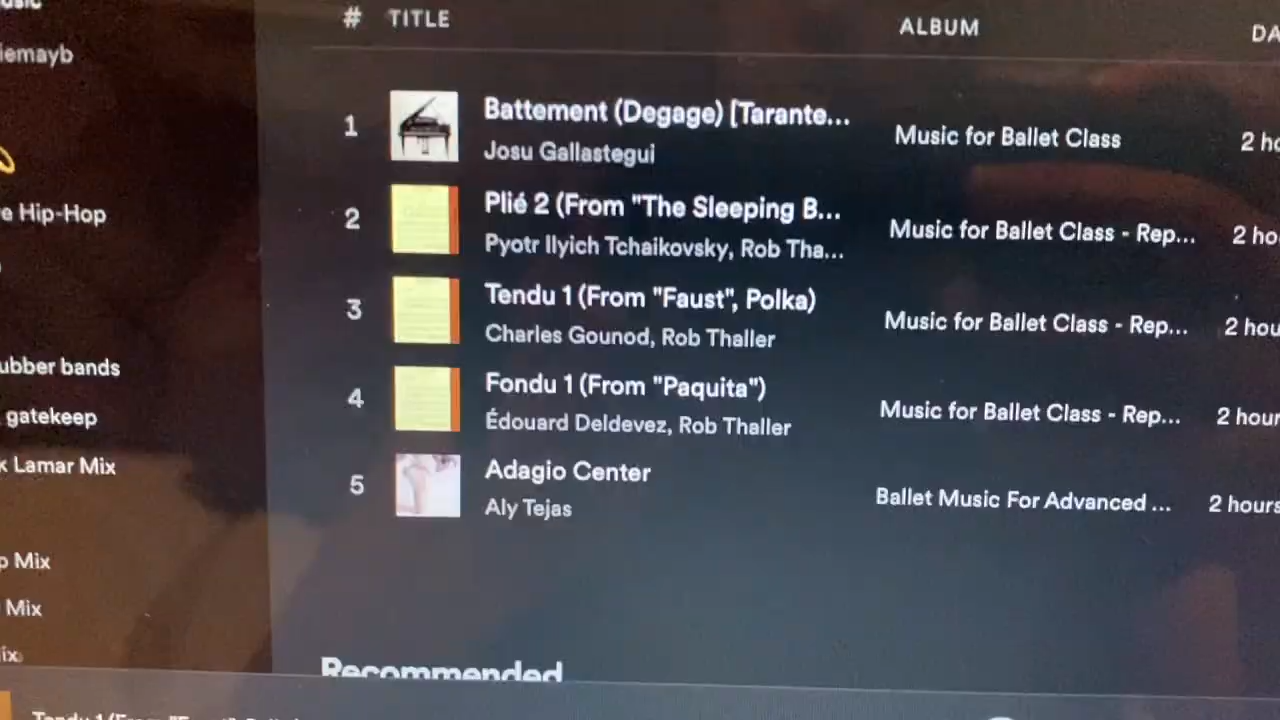 # TITLE ALBUM
iemayb
1 Battement (Degage) [Tarante...
Josu Gallastegui
Music for Ballet Class
e Hip-Hop
2 Plié 2 (From "The Sleeping B...
Pyotr Ilyich Tchaikovsky, Rob Tha...
Music for Ballet Class - Rep...
3 Tendu 1 (From "Faust", Polka)
Charles Gounod, Rob Thaller
Music for Ballet Class - Rep...
2 hou
ubber bands
4 Fondu 1 (From "Paquita")
Édouard Deldevez, Rob Thaller
Music for Ballet Class - Rep...
2 hour
gatekeep
k Lamar Mix
5 Adagio Center
Aly Tejas
Ballet Music For Advanced ...
2 hours
p Mix
Mix
Recommended